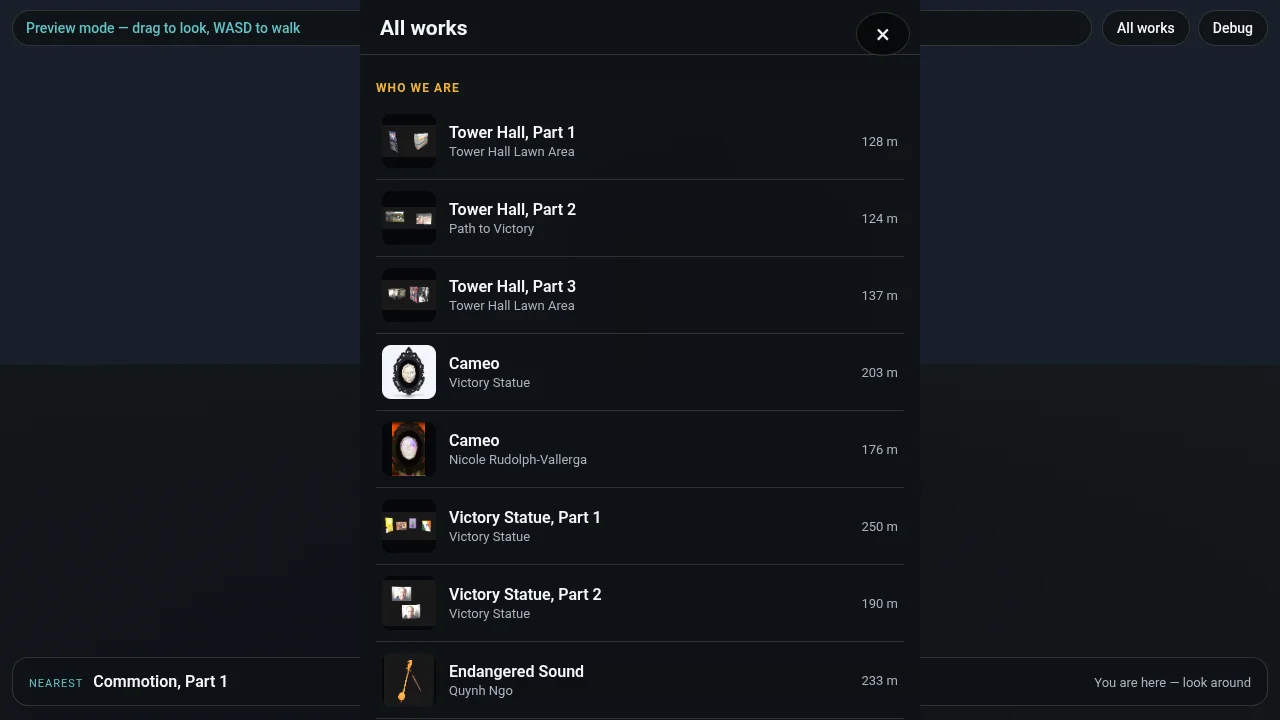 Preview mode — drag to look, WASD to walk
All works
×
All works
Debug
WHO WE ARE
Tower Hall, Part 1
Tower Hall Lawn Area
128 m
Tower Hall, Part 2
Path to Victory
124 m
Tower Hall, Part 3
Tower Hall Lawn Area
137 m
Cameo
Victory Statue
203 m
Cameo
Nicole Rudolph-Vallerga
176 m
Victory Statue, Part 1
Victory Statue
250 m
Victory Statue, Part 2
Victory Statue
190 m
Endangered Sound
Quynh Ngo
233 m
NEAREST Commotion, Part 1
You are here — look around